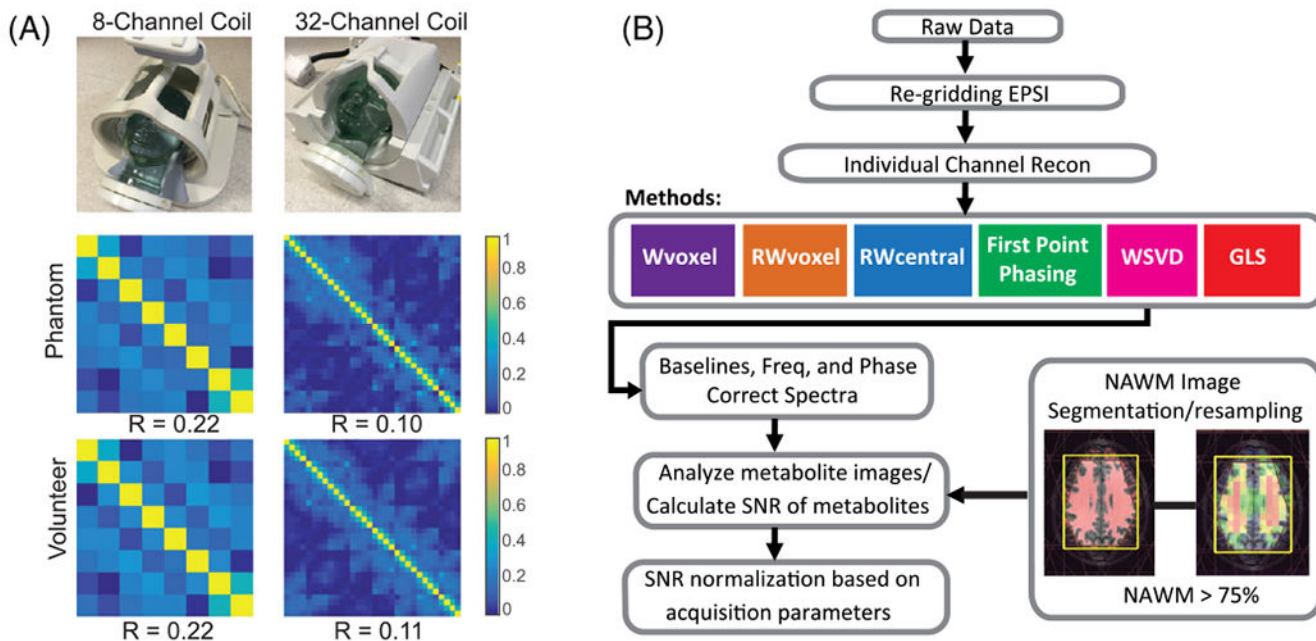 (A)
8-Channel Coil
32-Channel Coil
Phantom
1
0.8
0.6
0.4
0.2
0
R = 0.22
R = 0.10
Volunteer
1
0.8
0.6
0.4
0.2
0
R = 0.22
R = 0.11
(B)
Raw Data
Re-gridding EPSI
Individual Channel Recon
Methods:
Wvoxel
RWvoxel
RWcentral
First Point
Phasing
WSVD
GLS
Baselines, Freq, and Phase
Correct Spectra
Analyze metabolite images/
Calculate SNR of metabolites
SNR normalization based on
acquisition parameters
NAWM Image
Segmentation/resampling
NAWM > 75%